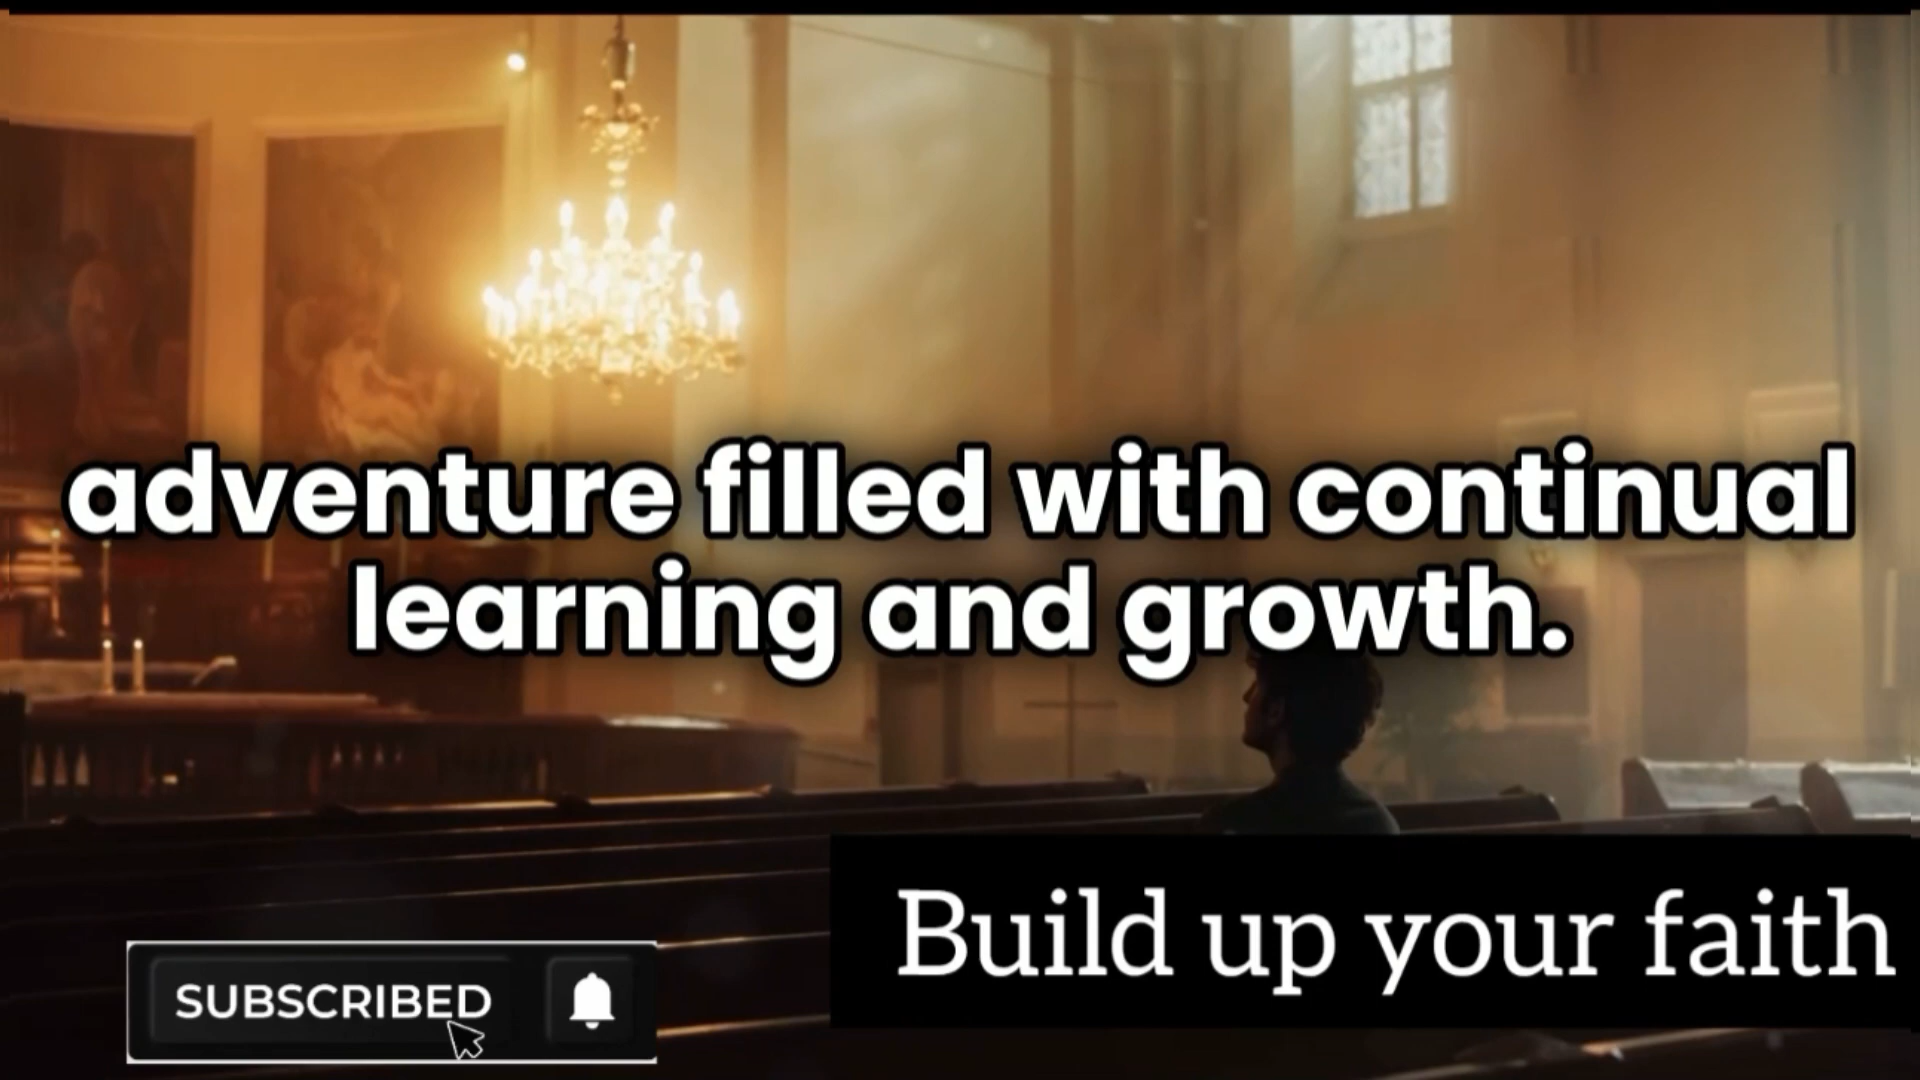 adventure filled with continual
learning and growth.
Build up your faith
SUBSCRIBED